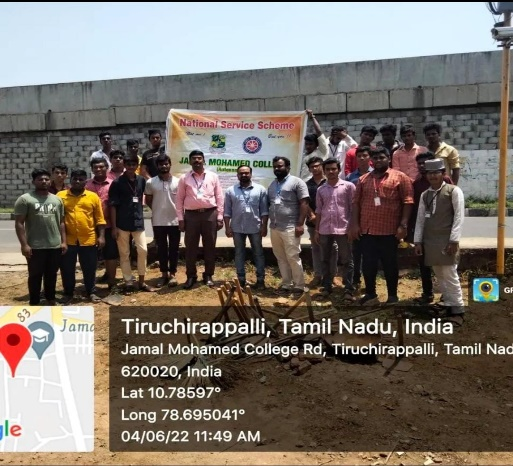 National Service Scheme
JAMAL MOHAMED COLLEGE
(Autonomous)
Jama
Tiruchirappalli, Tamil Nadu, India
Jamal Mohamed College Rd, Tiruchirappalli, Tamil Nad
620020, India
Lat 10.78597°
Long 78.695041°
04/06/22 11:49 AM
gle